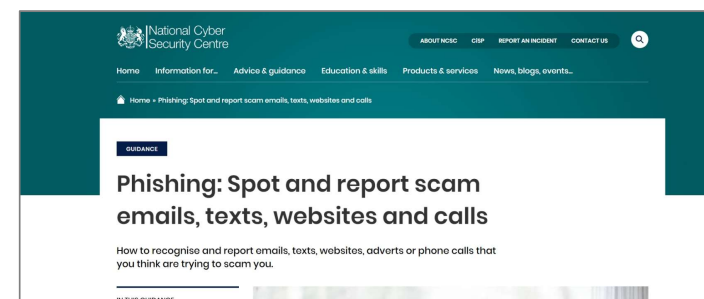 National Cyber
Security Centre
ABOUT NCSC CISP REPORT AN INCIDENT CONTACT US
Home Information for... Advice & guidance Education & skills Products & services News, blogs, events...
Home » Phishing: Spot and report scam emails, texts, websites and calls
GUIDANCE
Phishing: Spot and report scam
emails, texts, websites and calls
How to recognise and report emails, texts, websites, adverts or phone calls that
you think are trying to scam you.
IN THIS GUIDANCE